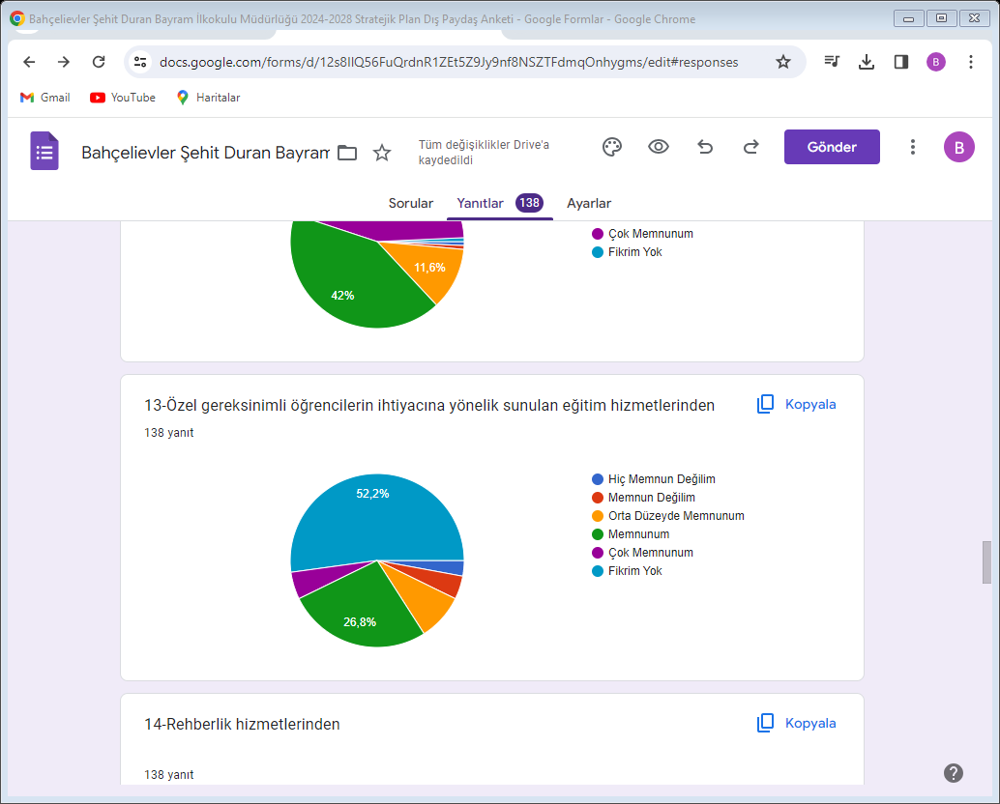 Bahçelievler Şehit Duran Bayram İlkokulu Müdürlüğü 2024-2028 Stratejik Plan Dış Paydaş Anketi - Google Formlar - Google Chrome
docs.google.com/forms/d/12s8IlQ56FuQrdnR1ZEt5Z9Jy9nf8NSZTFdmqOnhygms/edit#responses
B
Gmail YouTube Haritalar
Bahçelievler Şehit Duran Bayram
Tüm değişiklikler Drive'a
kaydedildi
Gönder
B
Sorular Yanıtlar 138 Ayarlar
Çok Memnunum
Fikrim Yok
11,6%
42%
13-Özel gereksinimli öğrencilerin ihtiyacına yönelik sunulan eğitim hizmetlerinden
Kopyala
138 yanıt
52,2%
26,8%
Hiç Memnun Değilim
Memnun Değilim
Orta Düzeyde Memnunum
Memnunum
Çok Memnunum
Fikrim Yok
14-Rehberlik hizmetlerinden
Kopyala
138 yanıt